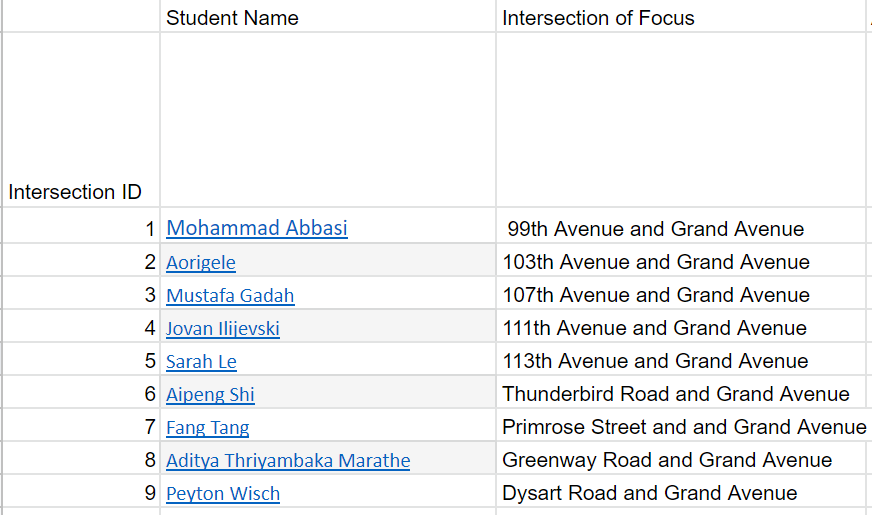 Student Name Intersection of Focus
Intersection ID
1 Mohammad Abbasi 99th Avenue and Grand Avenue
2 Aorigele 103th Avenue and Grand Avenue
3 Mustafa Gadah 107th Avenue and Grand Avenue
4 Jovan Ilijevski 111th Avenue and Grand Avenue
5 Sarah Le 113th Avenue and Grand Avenue
6 Aipeng Shi Thunderbird Road and Grand Avenue
7 Fang Tang Primrose Street and and Grand Avenue
8 Aditya Thriyambaka Marathe Greenway Road and Grand Avenue
9 Peyton Wisch Dysart Road and Grand Avenue